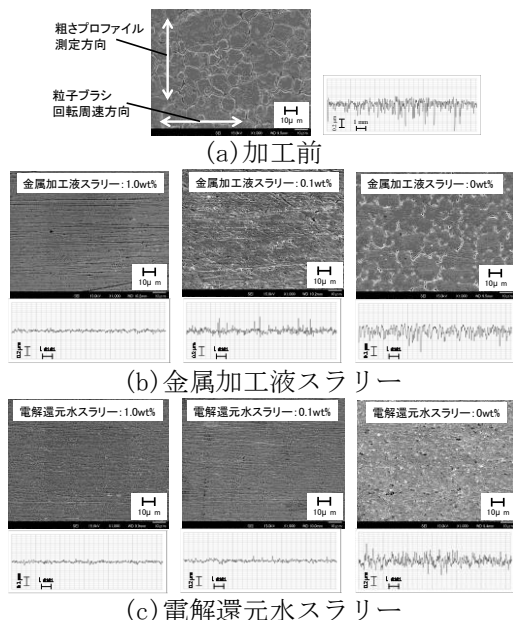 粗さプロファイル
測定方向
粒子ブラシ
回転周速方向
10μ m
0.2μm
1 mm
(a)加工前
金属加工液スラリー:1.0wt%
金属加工液スラリー:0.1wt%
金属加工液スラリー:0wt%
10μ m
10μ m
10μ m
(b)金属加工液スラリー
電解還元水スラリー:1.0wt%
電解還元水スラリー:0.1wt%
電解還元水スラリー:0wt%
10μ m
10μ m
10μ m
(c)電解還元水スラリー